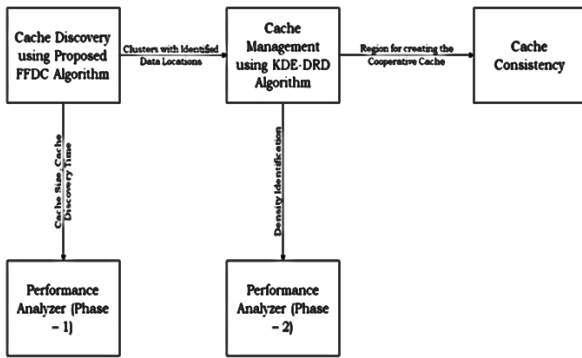 Cache Discovery
using Proposed
FFDC Algorithm
Clusters with Identified
Data Locations
Cache
Management
using KDE-DRD
Algorithm
Region for creating the
Cooperative Cache
Cache
Consistency
Cache Size, Cache
Discovery Time
Density Identification
Performance
Analyzer (Phase
– 1)
Performance
Analyzer (Phase
– 2)